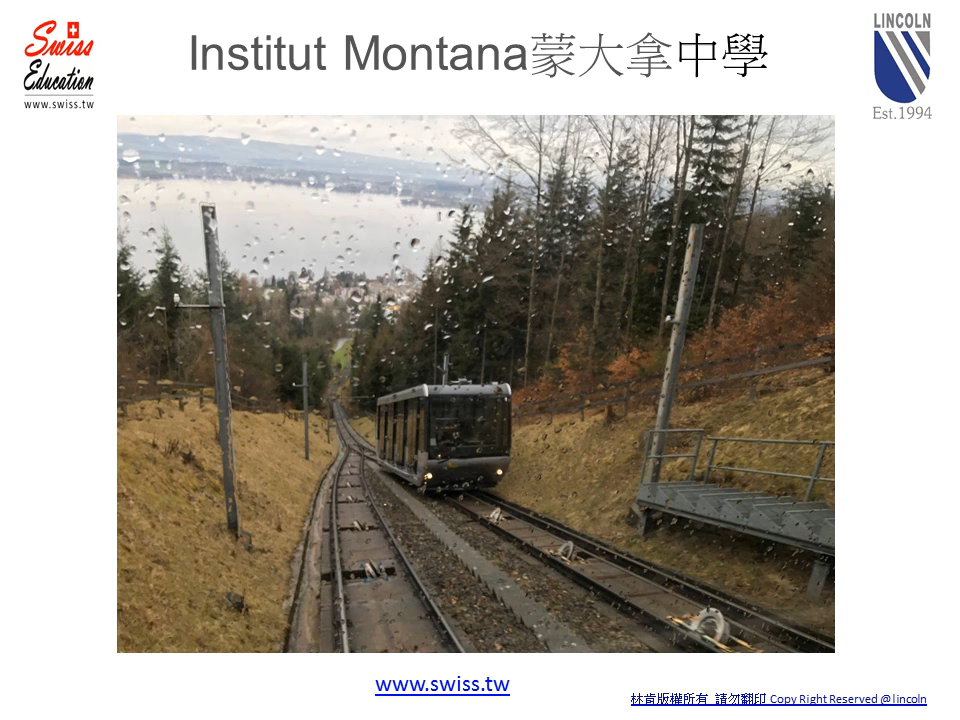 Swiss
Education
www.swiss.tw
Institut Montana蒙大拿中學
LINCOLN
Est.1994
www.swiss.tw
林肯版權所有 請勿翻印 Copy Right Reserved @lincoln